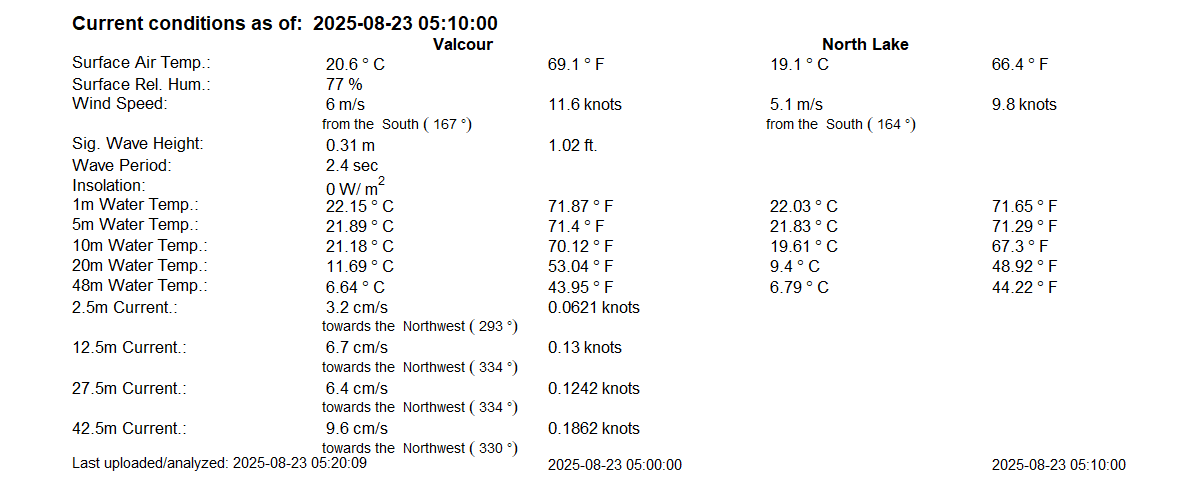 Current conditions as of: 2025-08-23 05:10:00
Valcour North Lake
Surface Air Temp.: 20.6 ° C 69.1 ° F 19.1 ° C 66.4 ° F
Surface Rel. Hum.: 77 %
Wind Speed: 6 m/s 11.6 knots 5.1 m/s 9.8 knots
from the South ( 167 °) from the South ( 164 °)
Sig. Wave Height: 0.31 m 1.02 ft.
Wave Period: 2.4 sec
Insolation: 0 W/ m²
1m Water Temp.: 22.15 ° C 71.87 ° F 22.03 ° C 71.65 ° F
5m Water Temp.: 21.89 ° C 71.4 ° F 21.83 ° C 71.29 ° F
10m Water Temp.: 21.18 ° C 70.12 ° F 19.61 ° C 67.3 ° F
20m Water Temp.: 11.69 ° C 53.04 ° F 9.4 ° C 48.92 ° F
48m Water Temp.: 6.64 ° C 43.95 ° F 6.79 ° C 44.22 ° F
2.5m Current.: 3.2 cm/s 0.0621 knots
towards the Northwest ( 293 °)
12.5m Current.: 6.7 cm/s 0.13 knots
towards the Northwest ( 334 °)
27.5m Current.: 6.4 cm/s 0.1242 knots
towards the Northwest ( 334 °)
42.5m Current.: 9.6 cm/s 0.1862 knots
towards the Northwest ( 330 °)
Last uploaded/analyzed: 2025-08-23 05:20:09 2025-08-23 05:00:00 2025-08-23 05:10:00